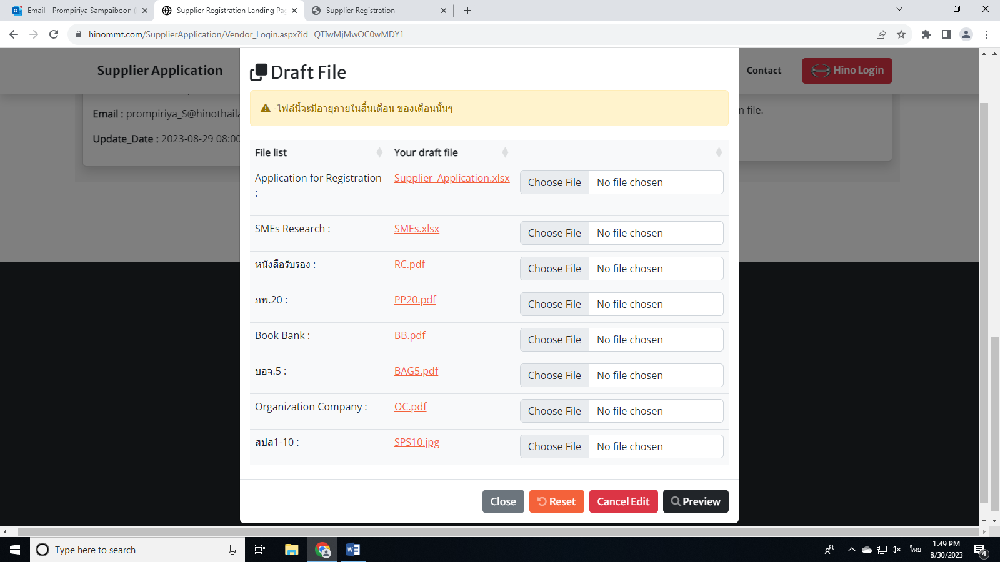 Email - Prompiriya Sampaiboon (
Supplier Registration Landing Pag
Supplier Registration
hinommt.com/SupplierApplication/Vendor_Login.aspx?id=QTIwMjMwOC0wMDY1
Supplier Application
Contact
Hino Login
Email : prompiriya_S@hinothaila
n file.
Update_Date : 2023-08-29 08:00
Draft File
-ไฟล์นี้จะมีอายุภายในสิ้นเดือน ของเดือนนั้นๆ
File list Your draft file
Application for Registration Supplier_Application.xlsx Choose File No file chosen
:
SMEs Research : SMEs.xlsx Choose File No file chosen
หนังสือรับรอง : RC.pdf Choose File No file chosen
ภพ.20 : PP20.pdf Choose File No file chosen
Book Bank : BB.pdf Choose File No file chosen
บอจ.5 : BAG5.pdf Choose File No file chosen
Organization Company : OC.pdf Choose File No file chosen
สปส1-10 : SPS10.jpg Choose File No file chosen
Close Reset Cancel Edit Preview
Type here to search
ไทย
1:49 PM
8/30/2023
4